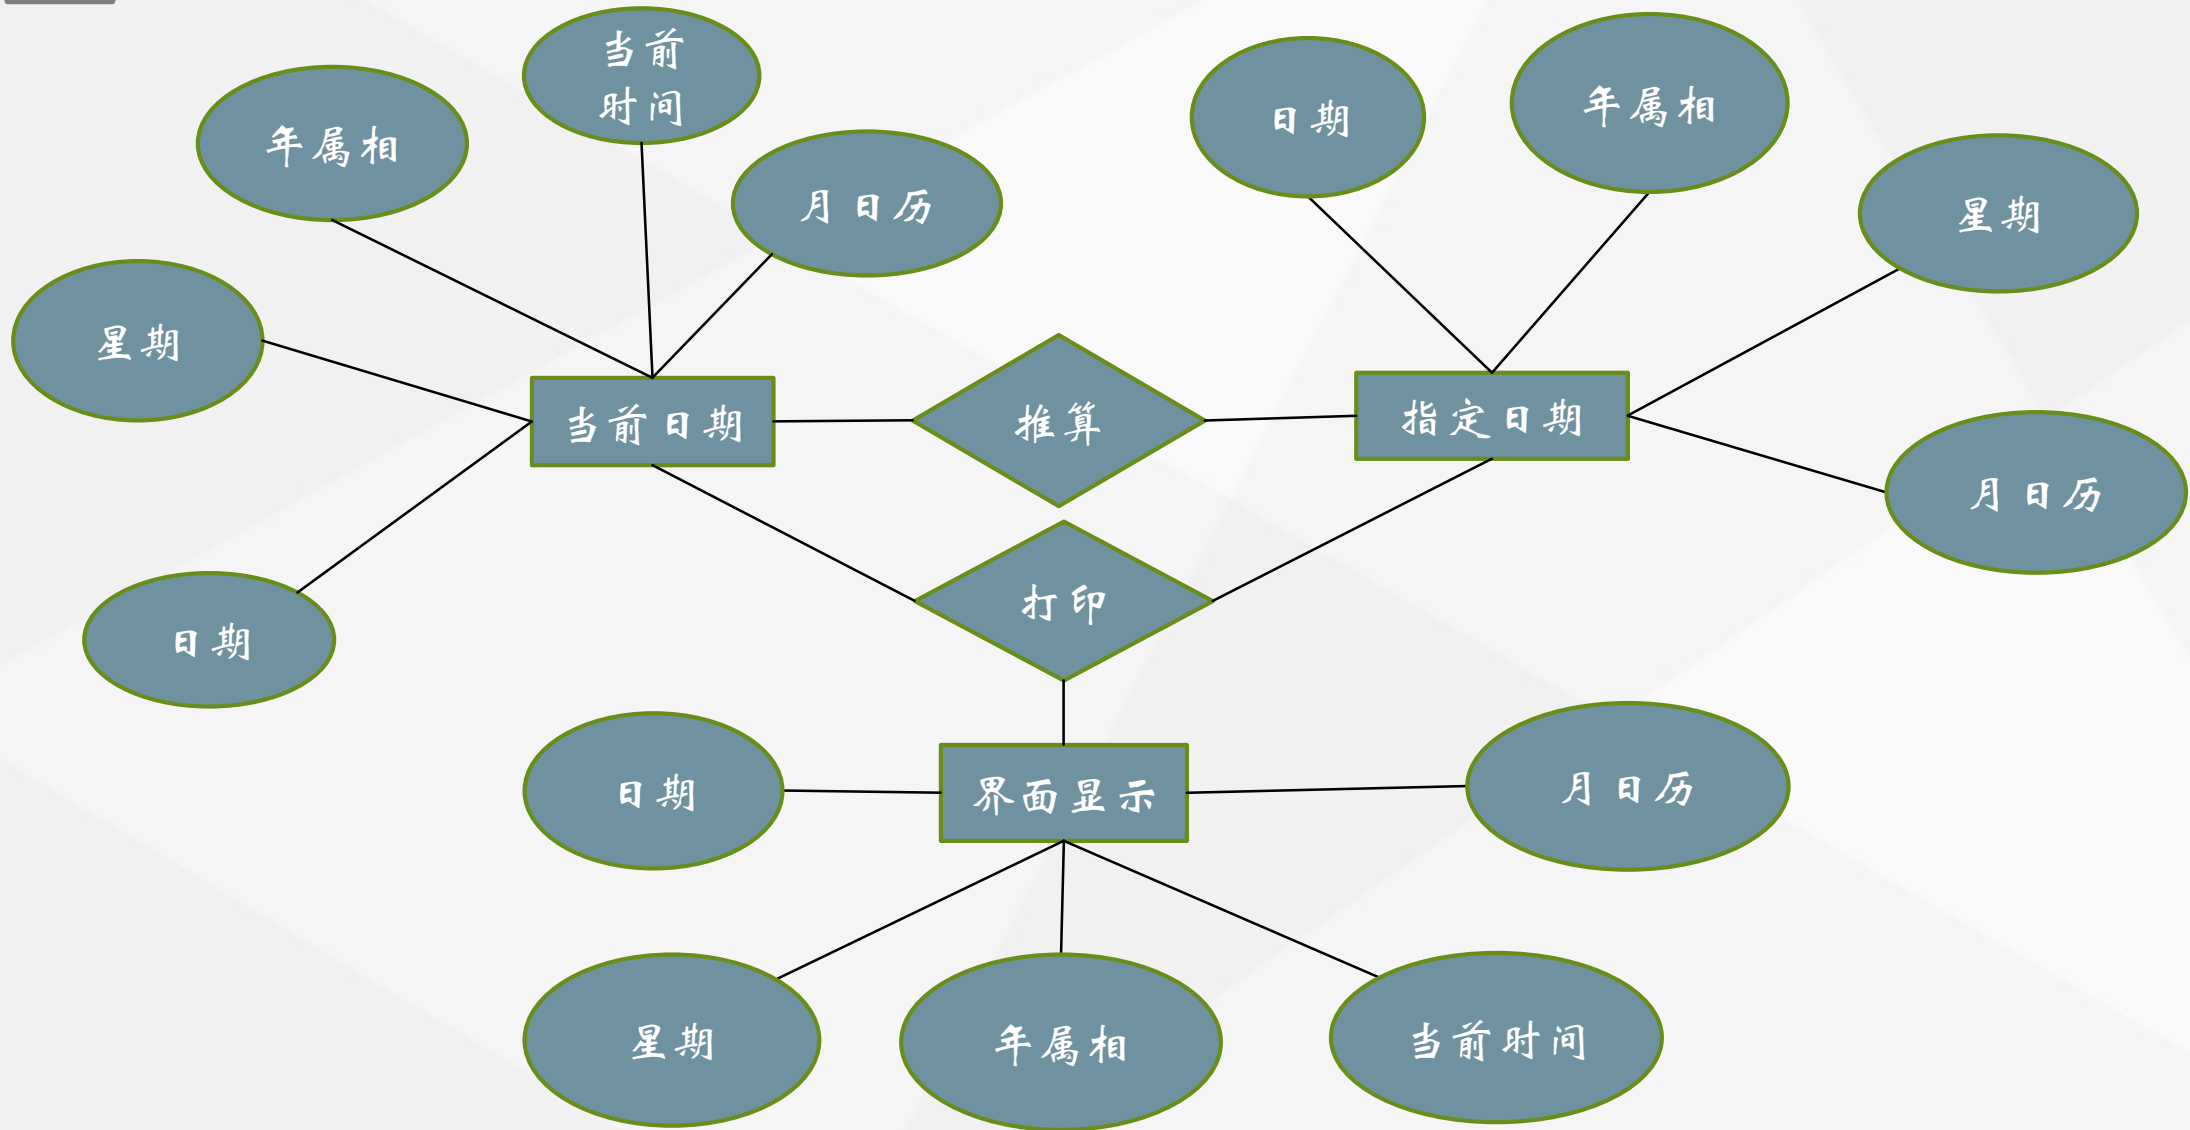 当前
时间
年属相
月日历
日期
年属相
星期
星期
当前日期
推算
指定日期
月日历
打印
日期
日期
界面显示
月日历
星期
年属相
当前时间